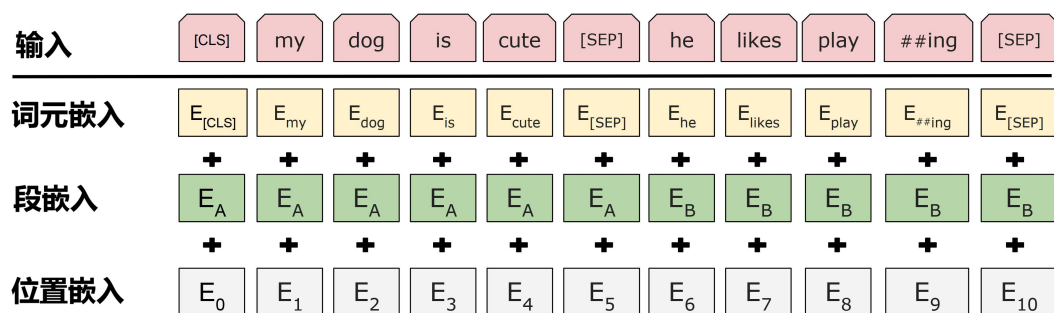 输入 [CLS] my dog is cute [SEP] he likes play ##ing [SEP]
词元嵌入 E[CLS] Emy Edog Eis Ecute E[SEP] Ehe Elikes Eplay E##ing E[SEP]
+ + + + + + + + + + +
段嵌入 EA EA EA EA EA EA EB EB EB EB EB
+ + + + + + + + + + +
位置嵌入 E0 E1 E2 E3 E4 E5 E6 E7 E8 E9 E10